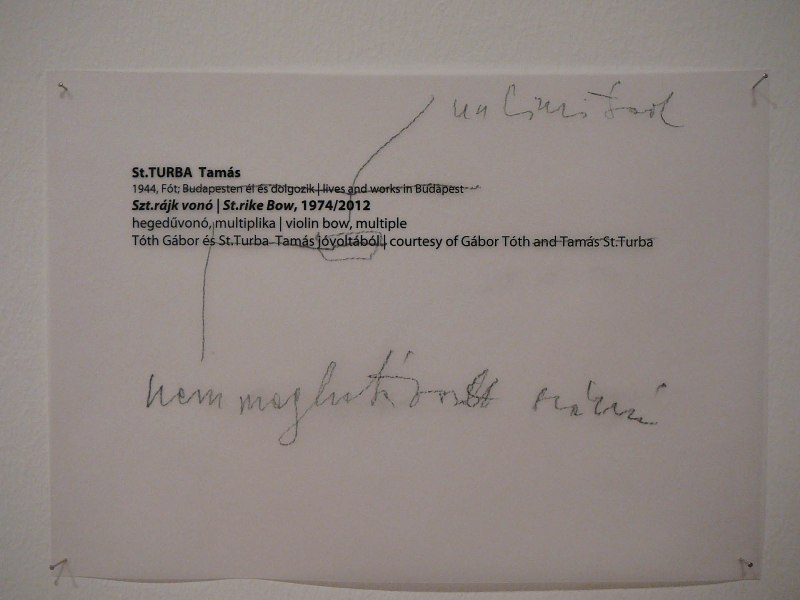 St.TURBA Tamás
1944, Fót, Budapesten él és dolgozik | lives and works in Budapest
Szt.rájk vonó | St.rike Bow, 1974/2012
hegedűvonó, multiplika | violin bow, multiple
Tóth Gábor és St.Turba Tamás jóvoltából | courtesy of Gábor Tóth and Tamás St.Turba
nem meghatározott számú